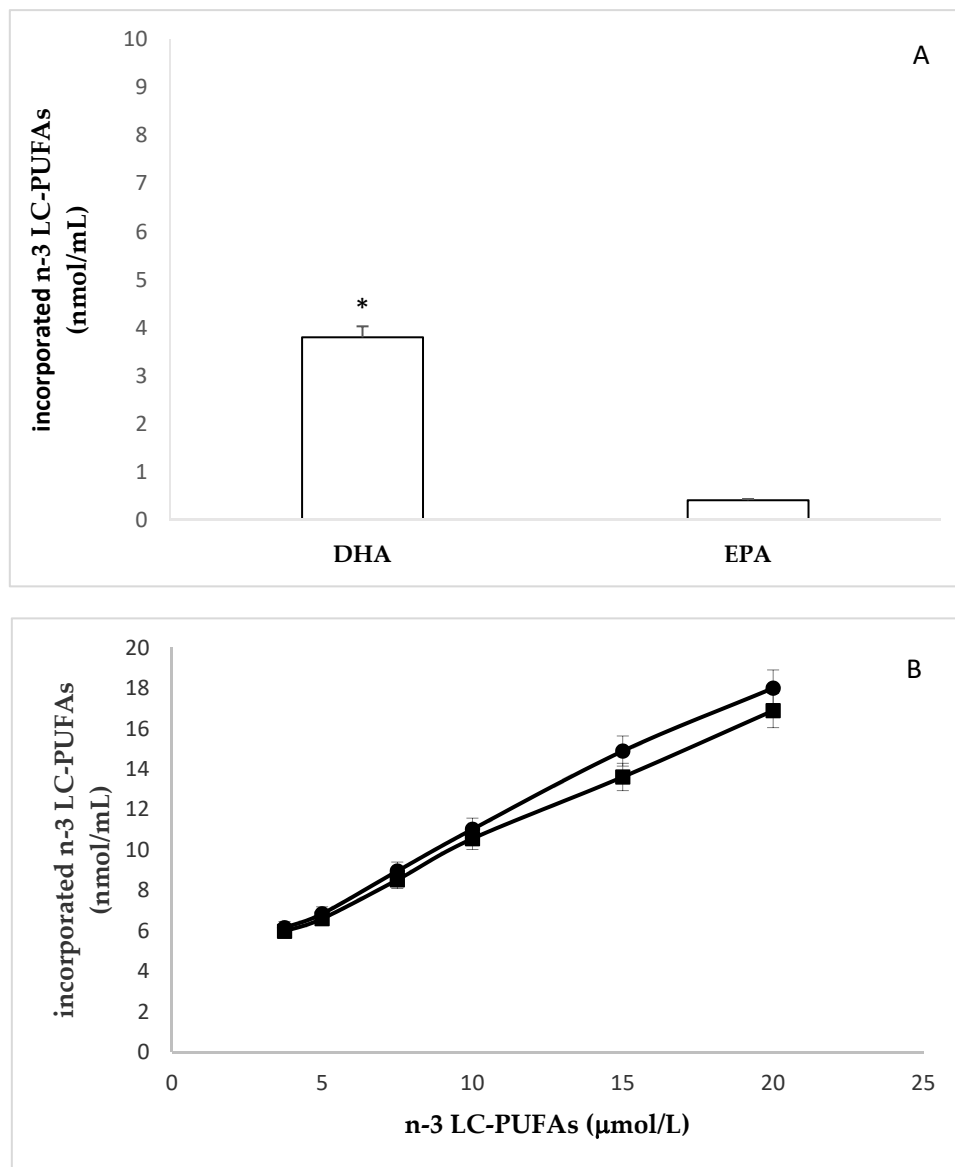 A
incorporated n-3 LC-PUFAs
(nmol/mL)
10
9
8
7
6
5
4
3
2
1
0
*
DHA EPA
B
incorporated n-3 LC-PUFAs
(nmol/mL)
20
18
16
14
12
10
8
6
4
2
0
0 5 10 15 20 25
n-3 LC-PUFAs (μmol/L)